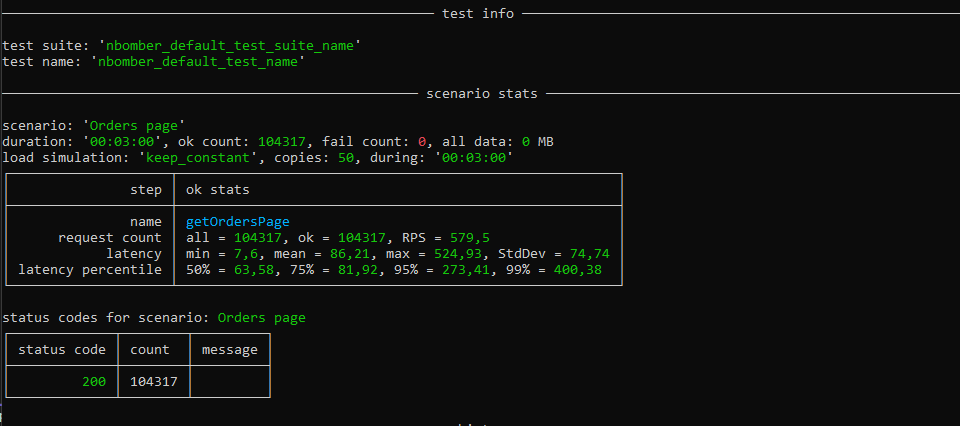 test info
test suite: 'nbomber_default_test_suite_name'
test name: 'nbomber_default_test_name'
scenario stats
scenario: 'Orders page'
duration: '00:03:00', ok count: 104317, fail count: 0, all data: 0 MB
load simulation: 'keep_constant', copies: 50, during: '00:03:00'
step ok stats
name getOrdersPage
request count all = 104317, ok = 104317, RPS = 579,5
latency min = 7,6, mean = 86,21, max = 524,93, StdDev = 74,74
latency percentile 50% = 63,58, 75% = 81,92, 95% = 273,41, 99% = 400,38
status codes for scenario: Orders page
status code count message
200 104317